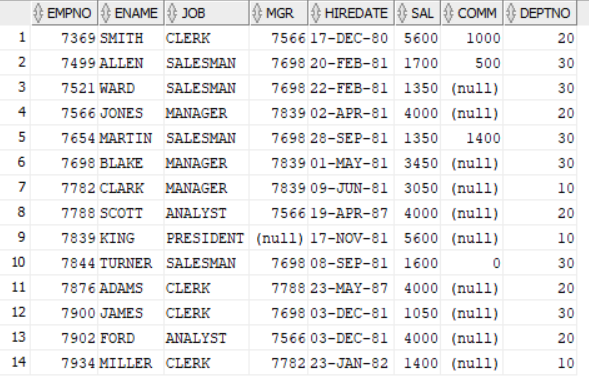 EMPNO ENAME JOB MGR HIREDATE SAL COMM DEPTNO
1 7369 SMITH CLERK 7566 17-DEC-80 5600 1000 20
2 7499 ALLEN SALESMAN 7698 20-FEB-81 1700 500 30
3 7521 WARD SALESMAN 7698 22-FEB-81 1350 (null) 30
4 7566 JONES MANAGER 7839 02-APR-81 4000 (null) 20
5 7654 MARTIN SALESMAN 7698 28-SEP-81 1350 1400 30
6 7698 BLAKE MANAGER 7839 01-MAY-81 3450 (null) 30
7 7782 CLARK MANAGER 7839 09-JUN-81 3050 (null) 10
8 7788 SCOTT ANALYST 7566 19-APR-87 4000 (null) 20
9 7839 KING PRESIDENT (null) 17-NOV-81 5600 (null) 10
10 7844 TURNER SALESMAN 7698 08-SEP-81 1600 0 30
11 7876 ADAMS CLERK 7788 23-MAY-87 4000 (null) 20
12 7900 JAMES CLERK 7698 03-DEC-81 1050 (null) 30
13 7902 FORD ANALYST 7566 03-DEC-81 4000 (null) 20
14 7934 MILLER CLERK 7782 23-JAN-82 1400 (null) 10